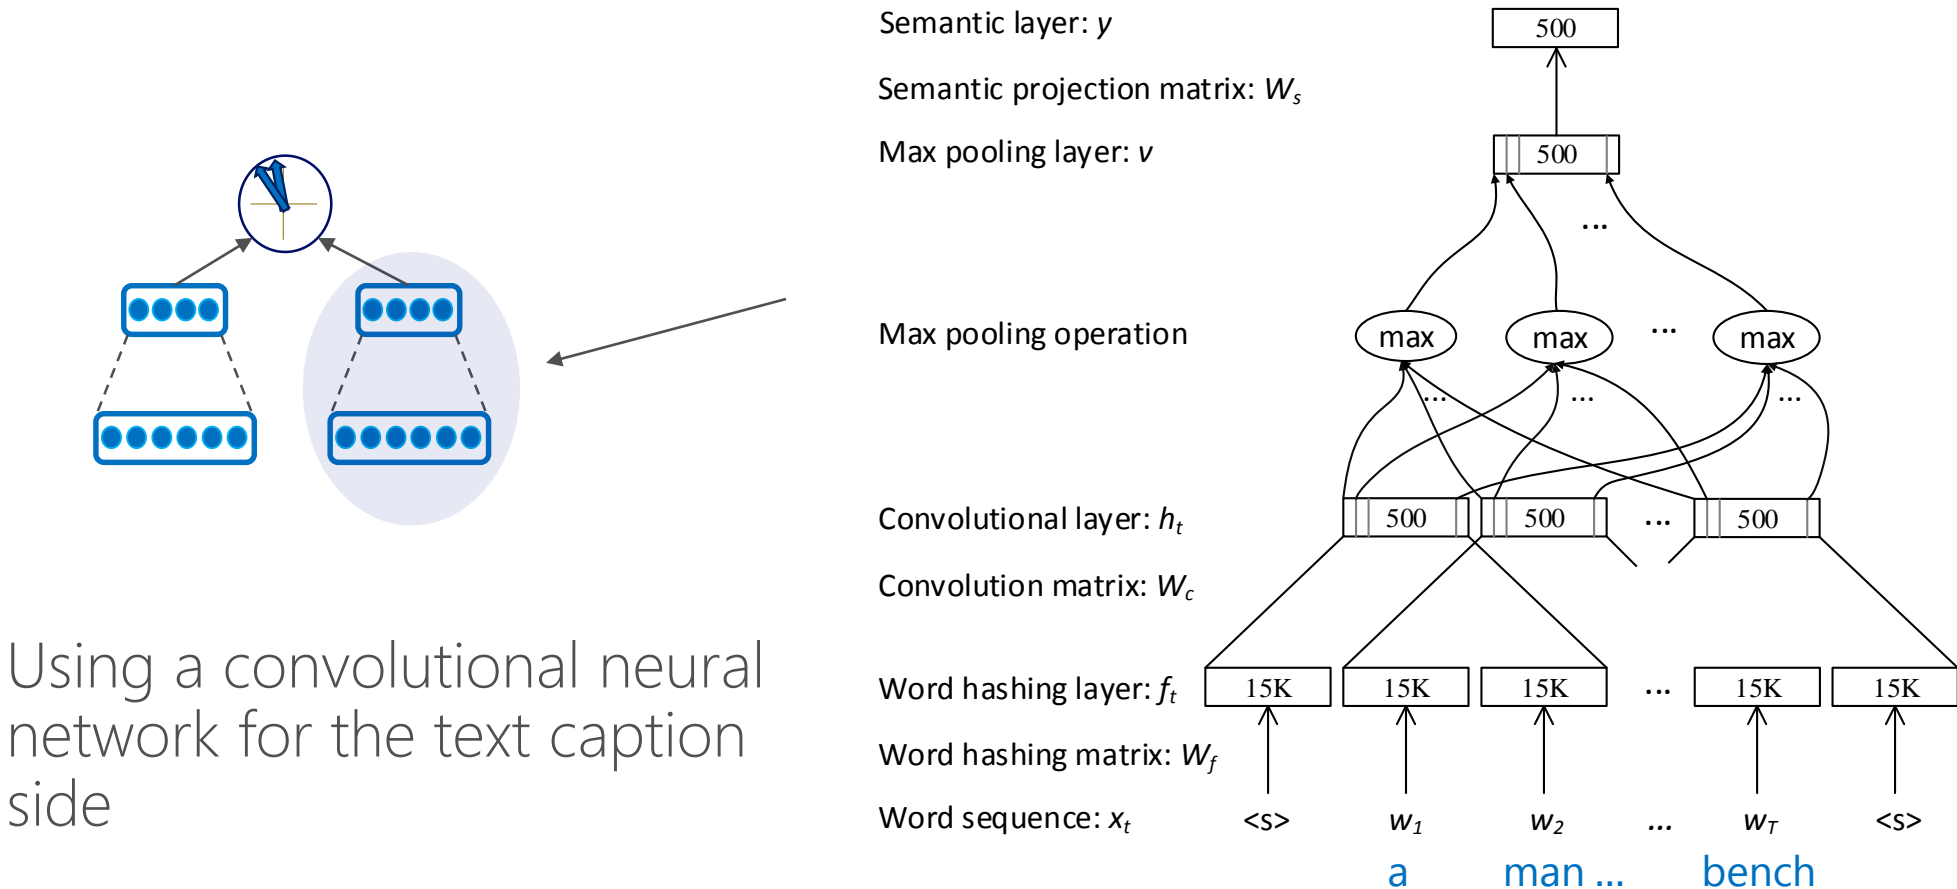 Semantic layer: y
500
Semantic projection matrix: Ws
Max pooling layer: v
500
...
Max pooling operation
max max ... max
... ... ...
Convolutional layer: ht
500 500 ... 500
Convolution matrix: Wc
Using a convolutional neural
network for the text caption
side
Word hashing layer: ft
15K 15K 15K ... 15K 15K
Word hashing matrix: Wf
Word sequence: xt
<s> w1 w2 ... wT <s>
a man ... bench